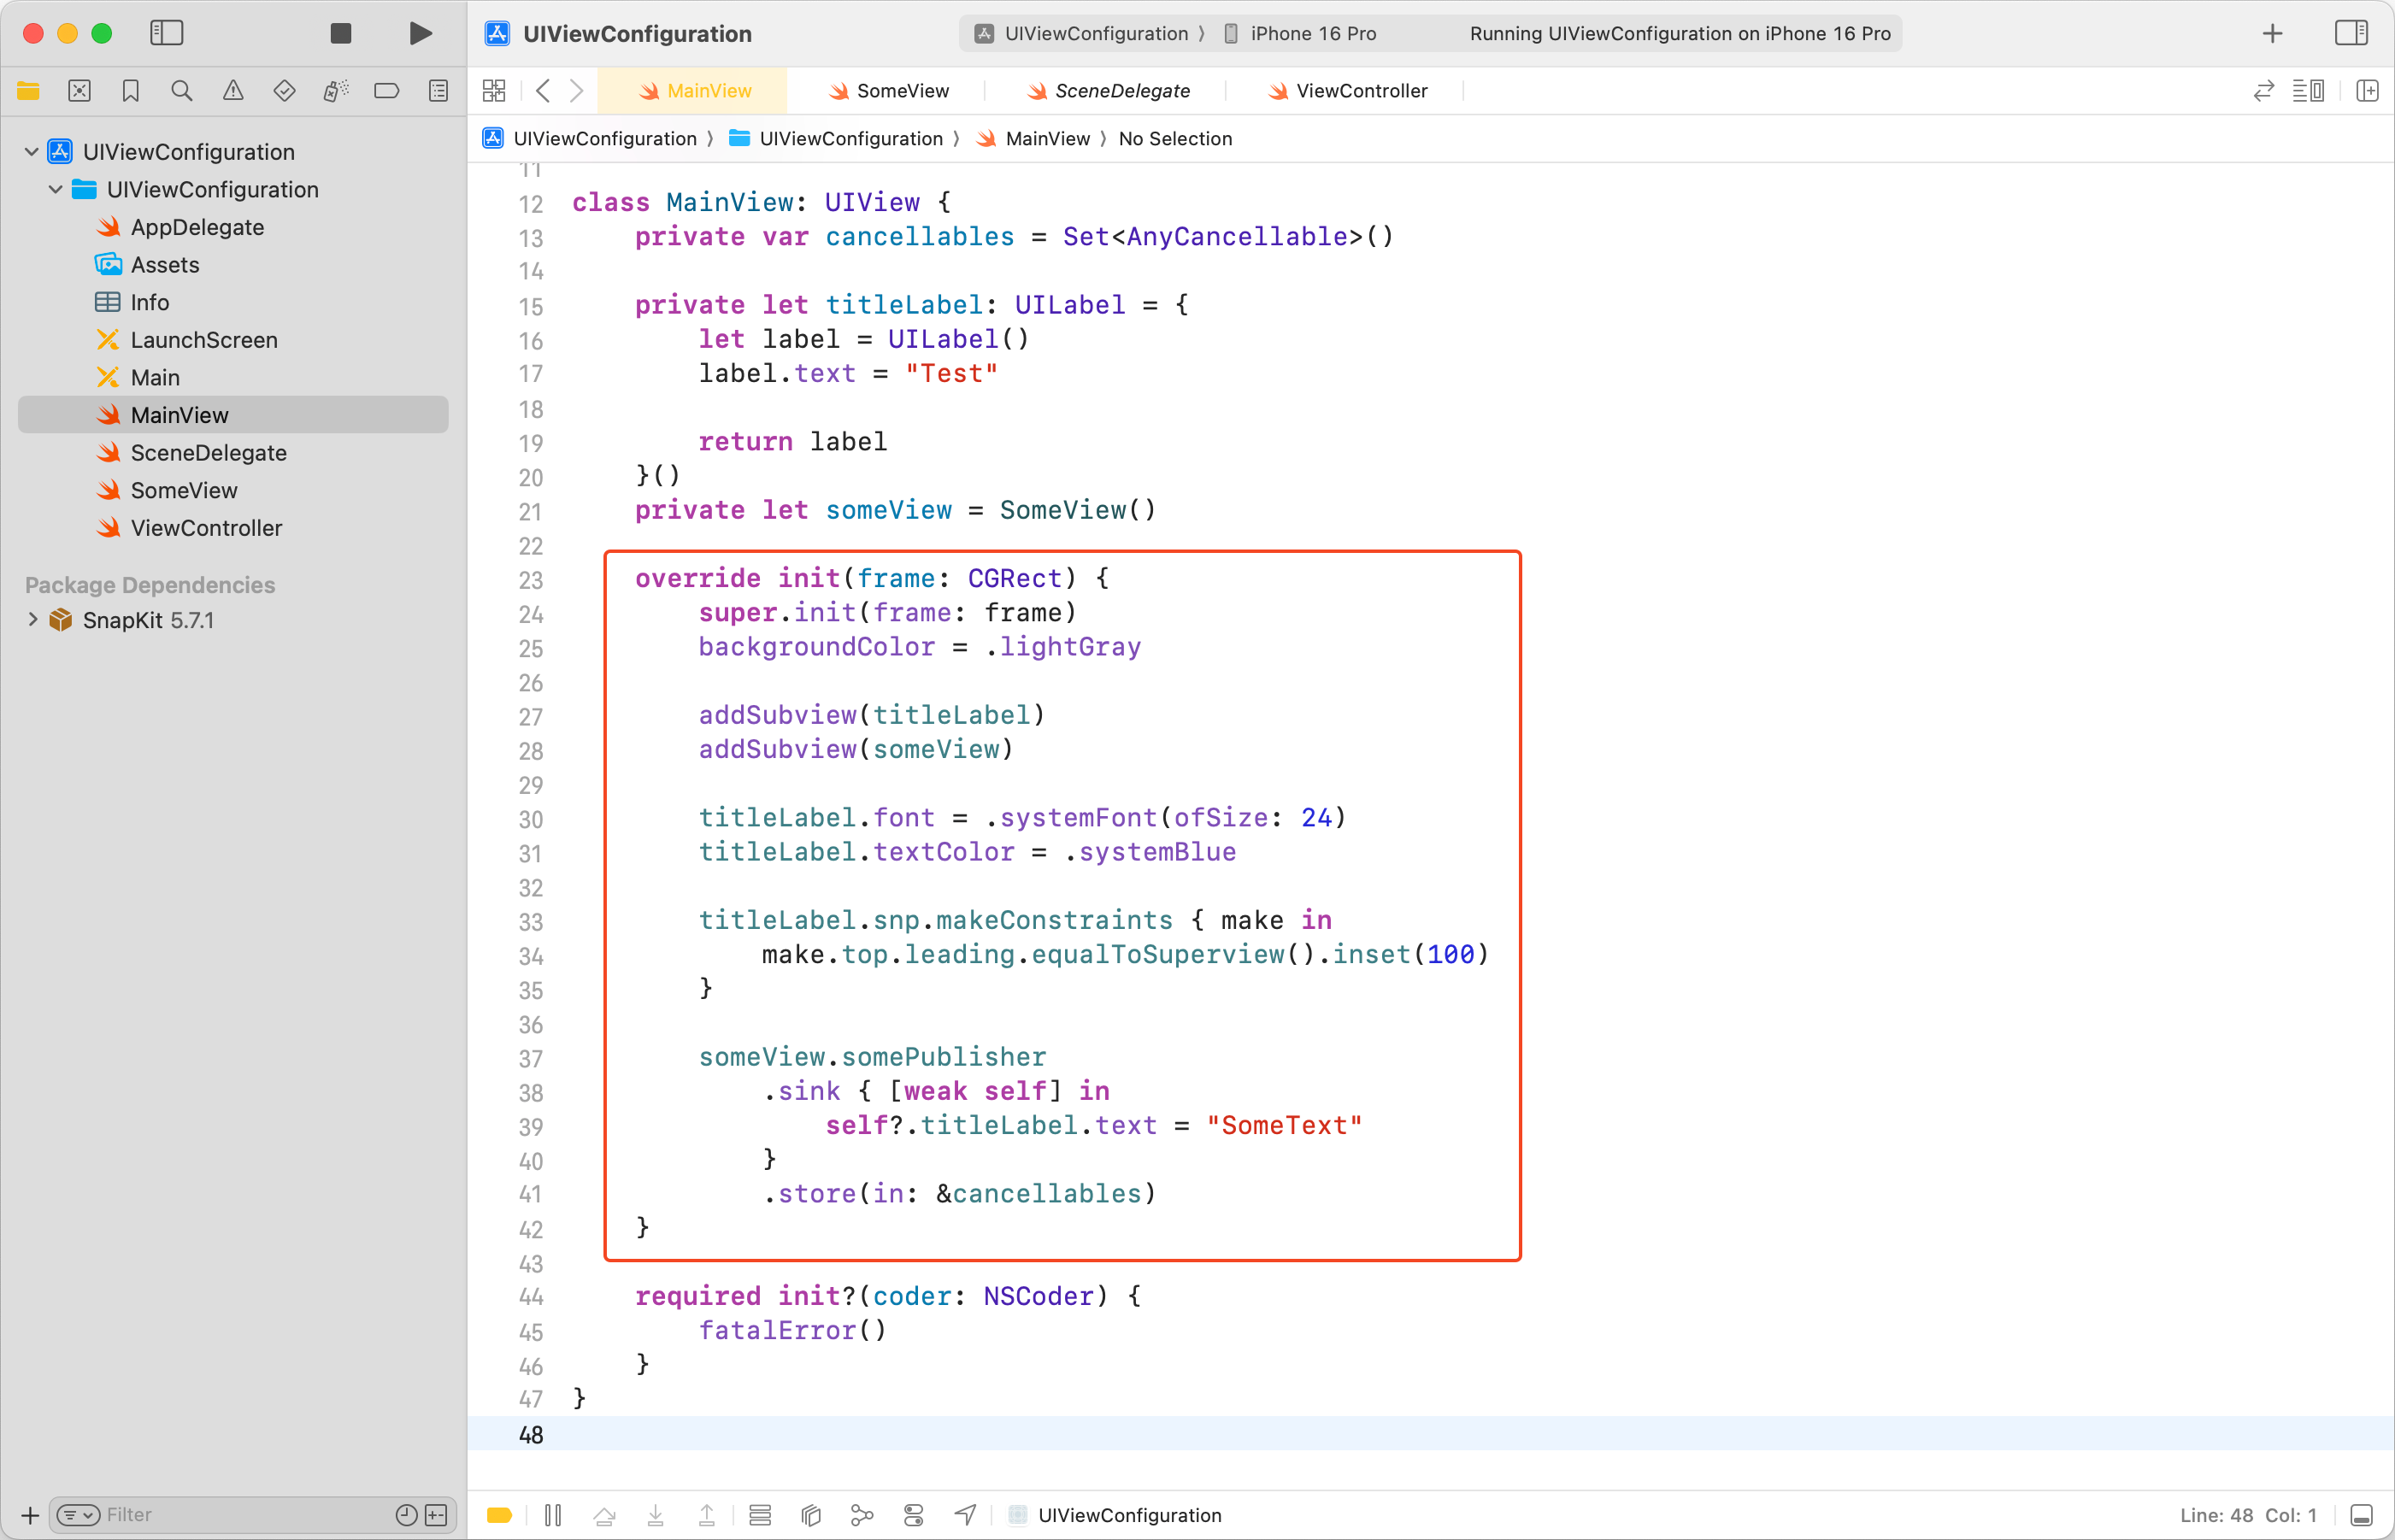 UIViewConfiguration
UIViewConfiguration 〉 iPhone 16 Pro
Running UIViewConfiguration on iPhone 16 Pro
MainView
SomeView
SceneDelegate
ViewController
UIViewConfiguration 〉 UIViewConfiguration 〉 MainView 〉 No Selection
UIViewConfiguration
UIViewConfiguration
AppDelegate
Assets
Info
LaunchScreen
Main
MainView
SceneDelegate
SomeView
ViewController
Package Dependencies
SnapKit 5.7.1
Filter
11
12 class MainView: UIView {
13     private var cancellables = Set<AnyCancellable>()
14
15     private let titleLabel: UILabel = {
16         let label = UILabel()
17         label.text = "Test"
18
19         return label
20     }()
21     private let someView = SomeView()
22
23     override init(frame: CGRect) {
24         super.init(frame: frame)
25         backgroundColor = .lightGray
26
27         addSubview(titleLabel)
28         addSubview(someView)
29
30         titleLabel.font = .systemFont(ofSize: 24)
31         titleLabel.textColor = .systemBlue
32
33         titleLabel.snp.makeConstraints { make in
34             make.top.leading.equalToSuperview().inset(100)
35         }
36
37         someView.somePublisher
38             .sink { [weak self] in
39                 self?.titleLabel.text = "SomeText"
40             }
41             .store(in: &cancellables)
42     }
43
44     required init?(coder: NSCoder) {
45         fatalError()
46     }
47 }
48
UIViewConfiguration
Line: 48 Col: 1